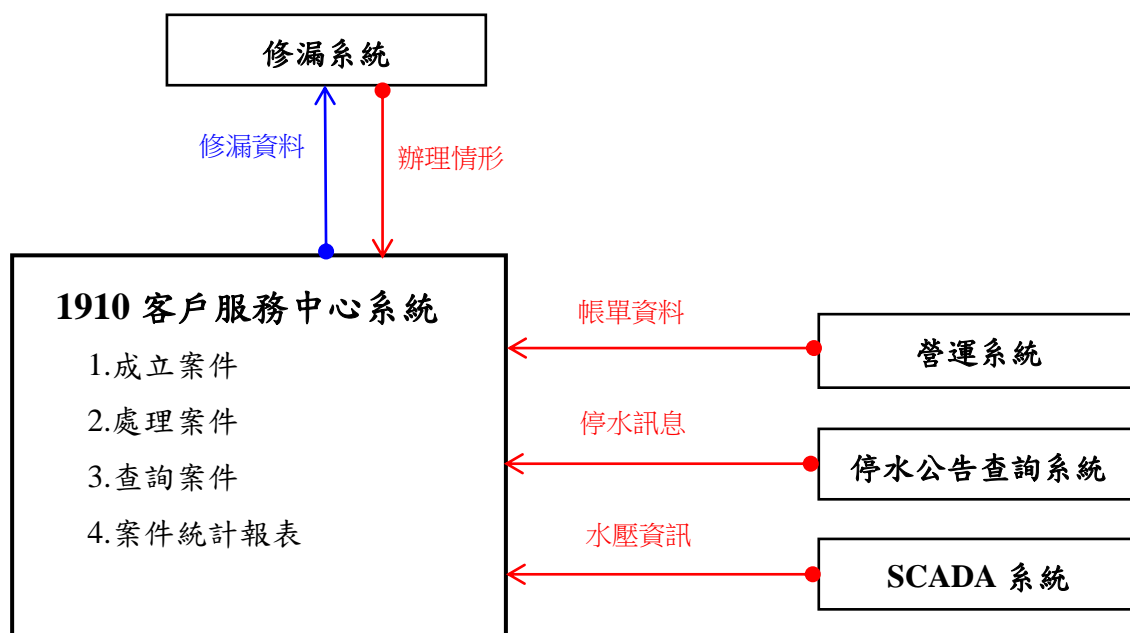 修漏系統
修漏資料
辦理情形
1910 客戶服務中心系統
1.成立案件
2.處理案件
3.查詢案件
4.案件統計報表
帳單資料
營運系統
停水訊息
停水公告查詢系統
水壓資訊
SCADA 系統